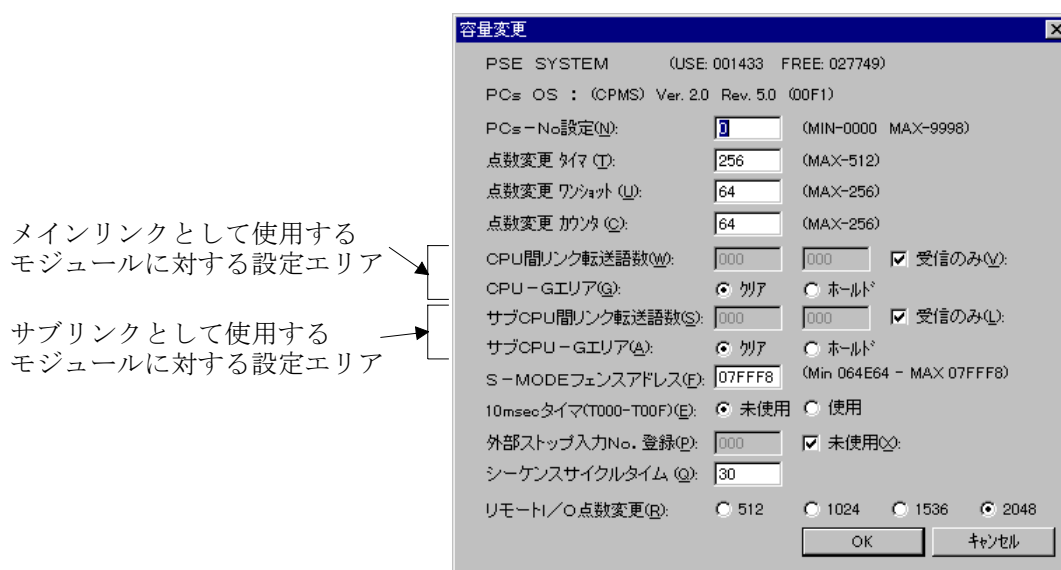 容量変更
PSE SYSTEM (USE: 001433 FREE: 027749)
PCs OS : (CPMS) Ver. 2.0 Rev. 5.0 (00F1)
PCs-No設定(N): 0 (MIN-0000 MAX-9998)
点数変更 ﾀｲﾏ (T): 256 (MAX-512)
点数変更 ﾜﾝｼｮｯﾄ (U): 64 (MAX-256)
点数変更 ｶｳﾝﾀ (C): 64 (MAX-256)
メインリンクとして使用する
モジュールに対する設定エリア
CPU間リンク転送語数(W): 000 000 受信のみ(V):
CPU-Gエリア(G): ｸﾘｱ ﾎｰﾙﾄﾞ
サブリンクとして使用する
モジュールに対する設定エリア
サブCPU間リンク転送語数(S): 000 000 受信のみ(L):
サブCPU-Gエリア(A): ｸﾘｱ ﾎｰﾙﾄﾞ
S-MODEフェンスアドレス(F): 07FFF8 (Min 064E64 - MAX 07FFF8)
10msecタイマ(T000-T00F)(E): 未使用 使用
外部ストップ入力No. 登録(P): 000 未使用(X):
シーケンスサイクルタイム (Q): 30
リモートI/O点数変更(R): 512 1024 1536 2048
OK ｷｬﾝｾﾙ